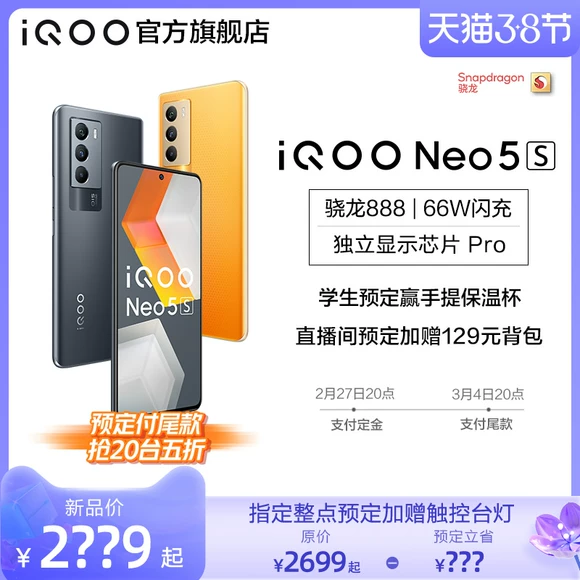 iQOO官方旗舰店
天猫3.8节
Snapdragon
骁龙
iQOO Neo5 S
骁龙888 | 66W闪充
独立显示芯片 Pro
学生预定赢手提保温杯
直播间预定加赠129元背包
2月27日20点
3月4日20点
支付定金
支付尾款
iQOO
iQOO
Neo5 S
预定付尾款
抢20台五折
新品价
¥2??9起
指定整点预定加赠触控台灯
原价
预定立省
¥2699起
-
¥???